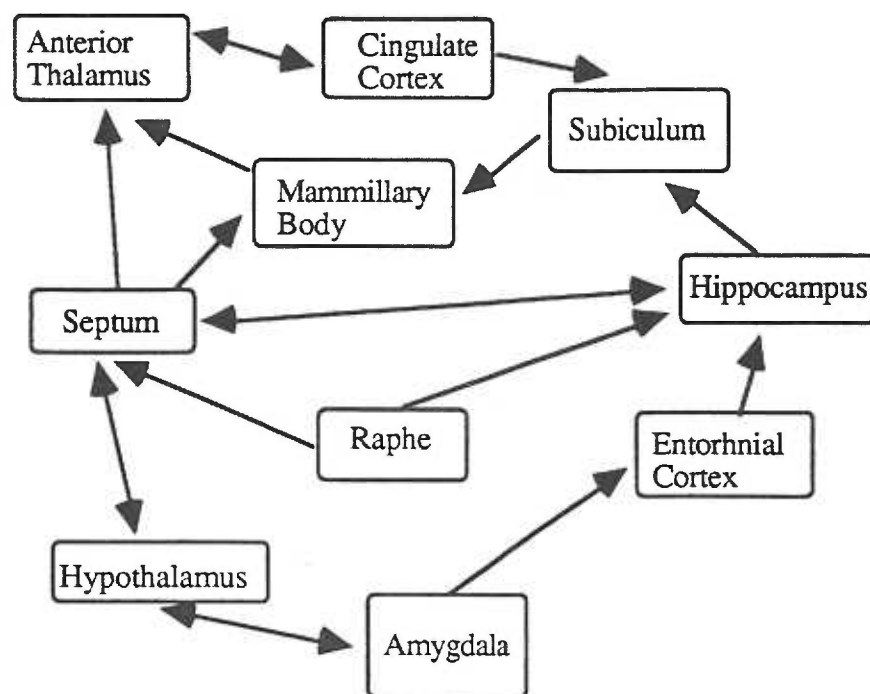 Anterior
Thalamus
Cingulate
Cortex
Subiculum
Mammillary
Body
Hippocampus
Septum
Raphe
Entorhnial
Cortex
Hypothalamus
Amygdala